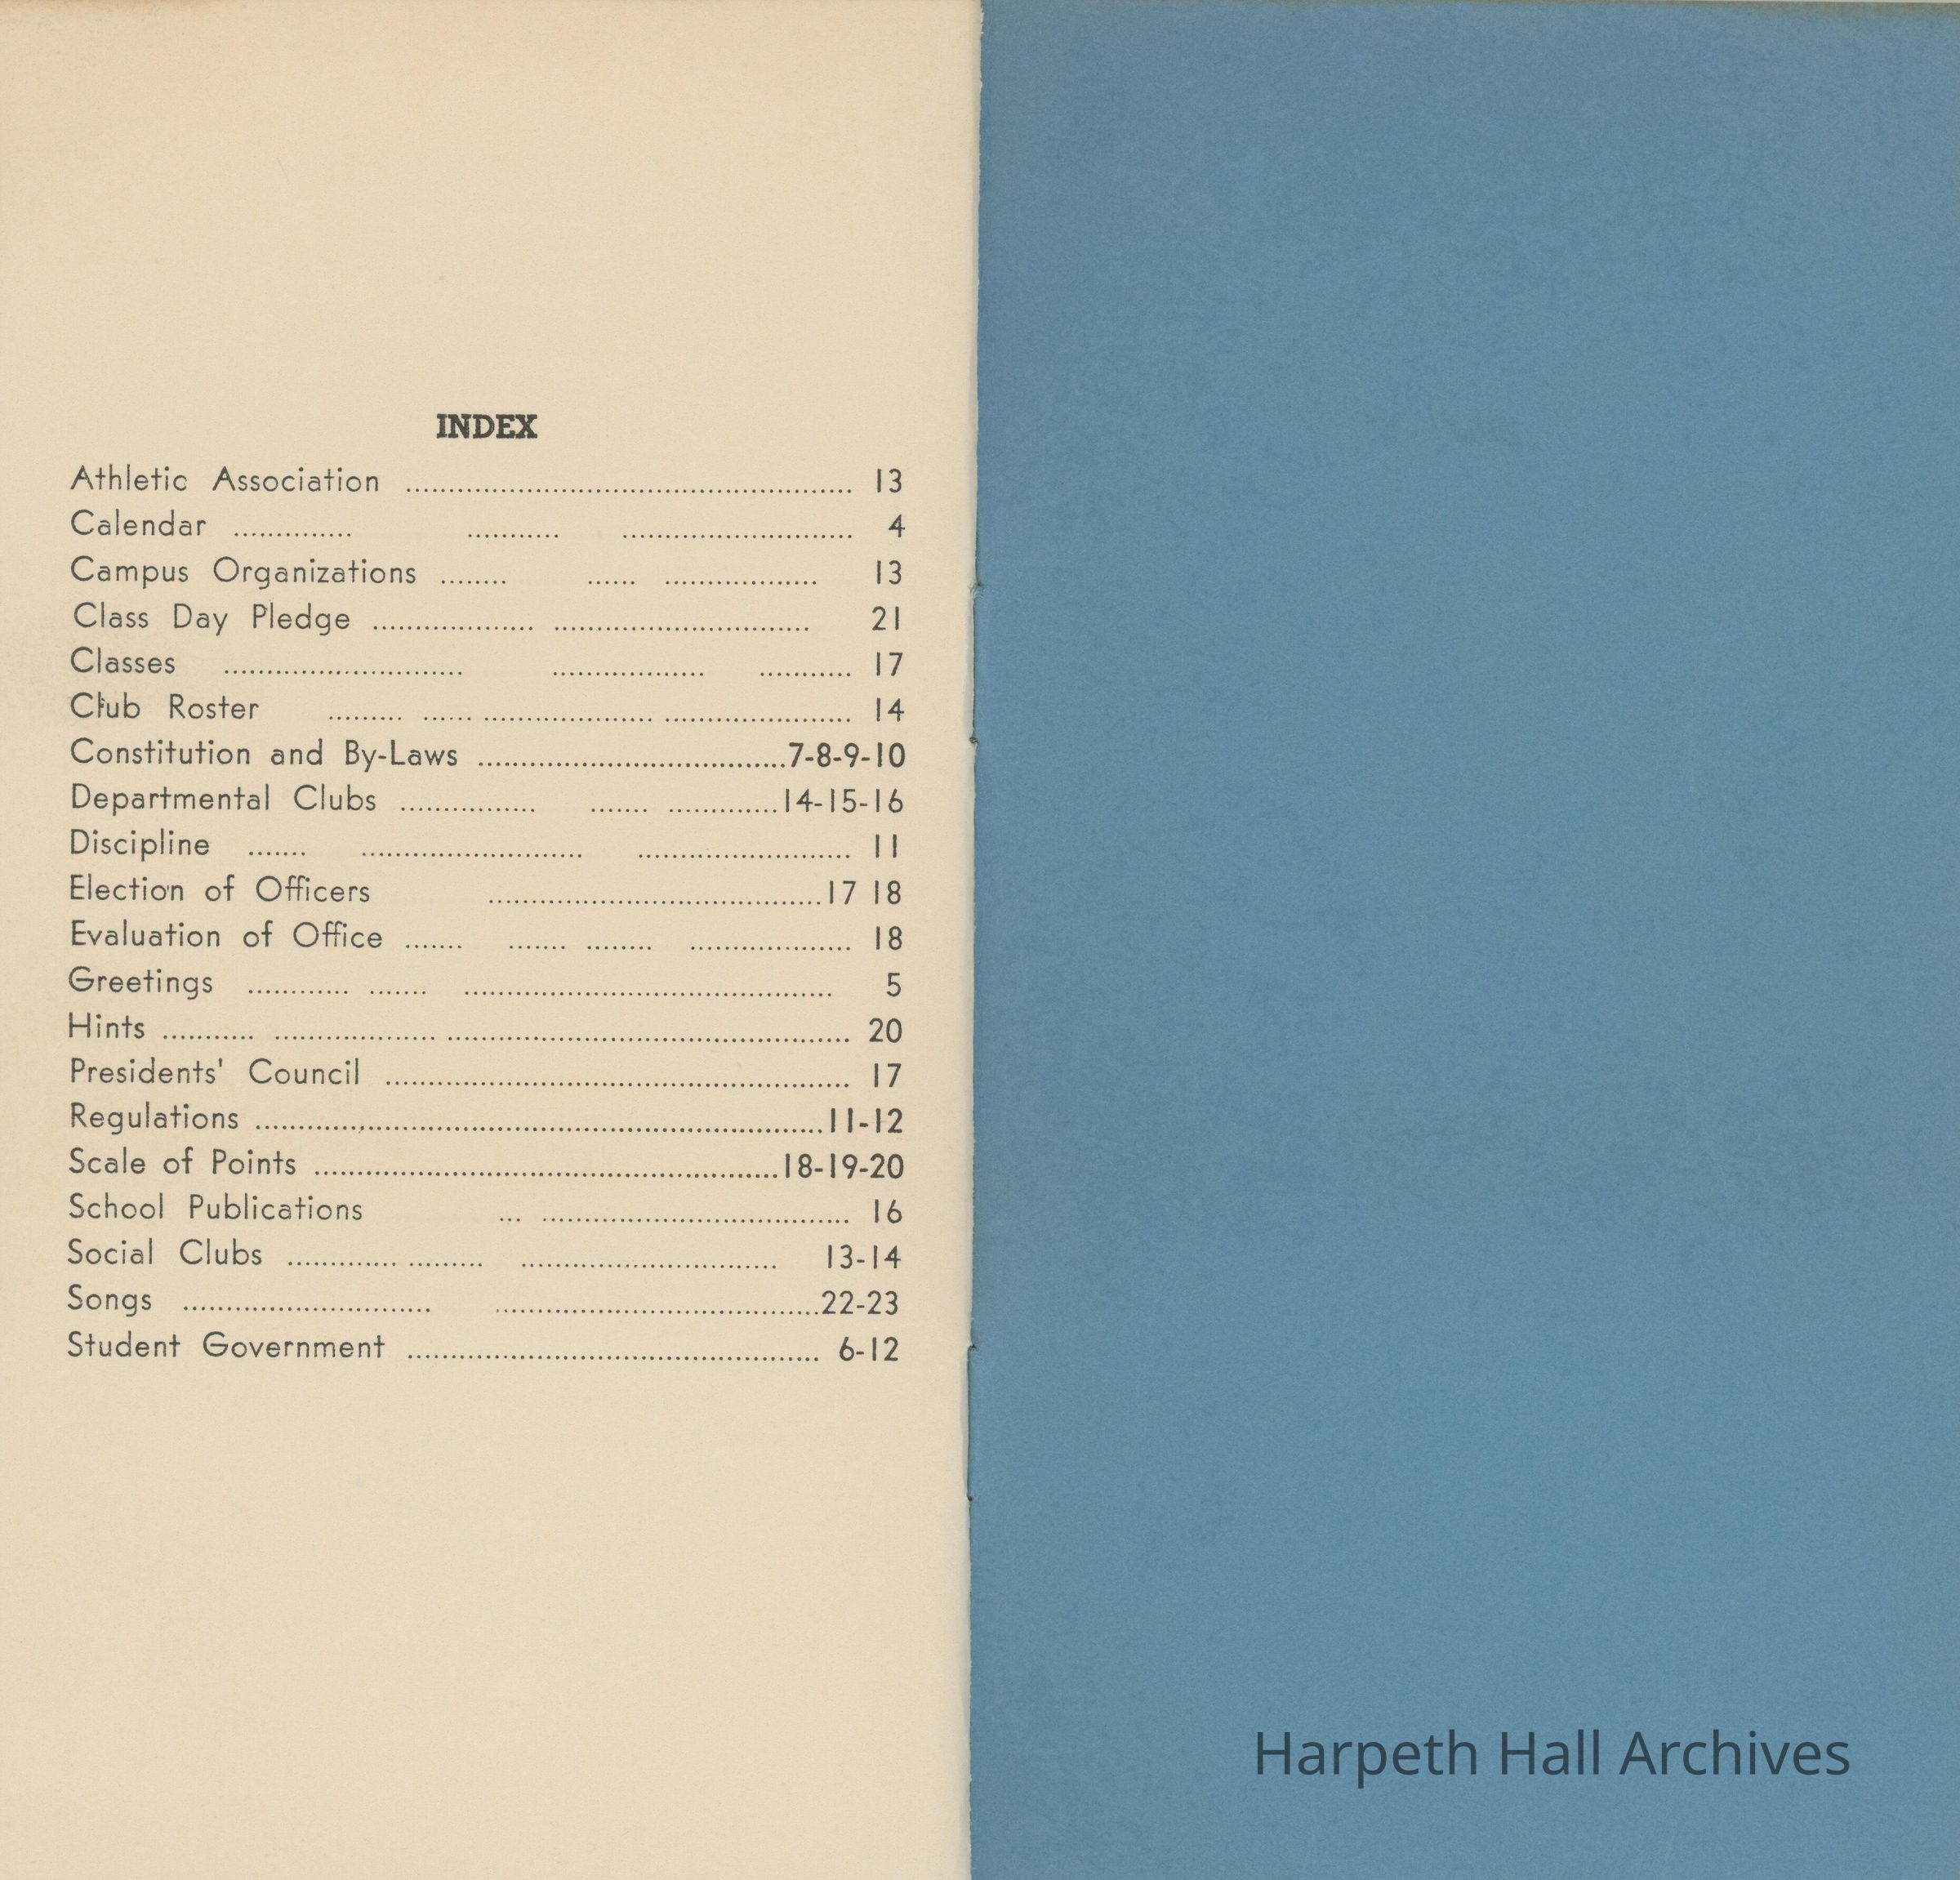 INDEX
Athletic Association ........................................ 13
Calendar ........................................ 4
Campus Organizations ........................................ 13
Class Day Pledge ........................................ 21
Classes ........................................ 17
Club Roster ........................................ 14
Constitution and By-Laws ........................................7-8-9-10
Departmental Clubs ........................................14-15-16
Discipline ........................................ 11
Election of Officers ........................................17 18
Evaluation of Office ........................................ 18
Greetings ........................................ 5
Hints ........................................ 20
Presidents' Council ........................................ 17
Regulations ........................................11-12
Scale of Points ........................................18-19-20
School Publications ........................................ 16
Social Clubs ........................................ 13-14
Songs ........................................22-23
Student Government ........................................ 6-12
Harpeth Hall Archives